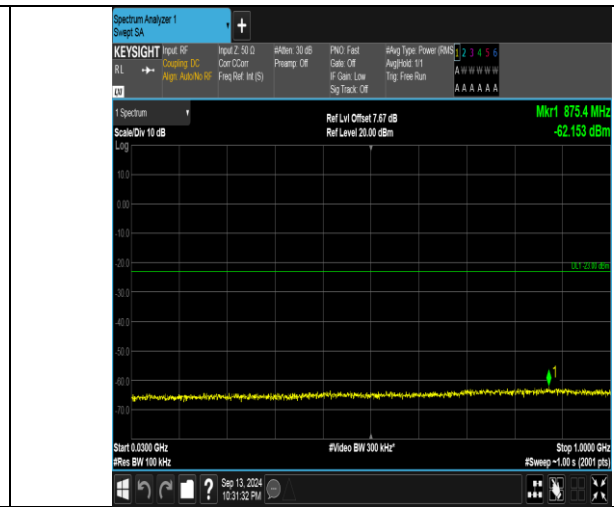 Spectrum Analyzer 1
Swept SA
+
KEYSIGHT Input: RF Input Z: 50 Ω #Atten: 30 dB PNO: Fast #Avg Type: Power (RMS 1 2 3 4 5 6
RL Coupling: DC Corr CCorr Preamp: Off Gate: Off Avg|Hold: 1/1 A W W W W W
Align: Auto/No RF Freq Ref: Int (S) IF Gain: Low Trig: Free Run
LXI Sig Track: Off A A A A A A
1 Spectrum Ref Lvl Offset 7.67 dB Mkr1 875.4 MHz
Scale/Div 10 dB Ref Level 20.00 dBm -62.153 dBm
Log
10.0
0.00
-10.0
-20.0
DL1 -23.00 dBm
-30.0
-40.0
-50.0
1
-60.0
-70.0
Start 0.0300 GHz #Video BW 300 kHz* Stop 1.0000 GHz
#Res BW 100 kHz #Sweep ~1.00 s (2001 pts)
? Sep 13, 2024
10:31:32 PM